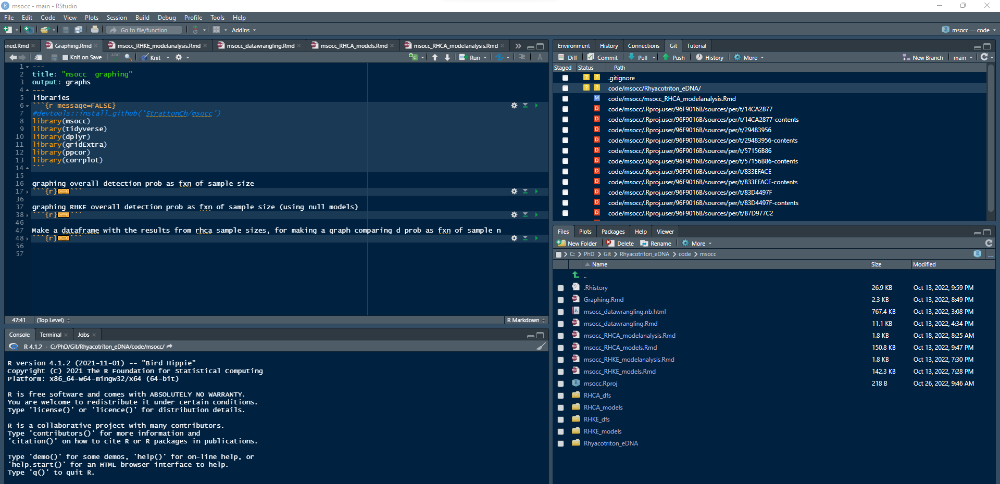 msocc - main - RStudio
File Edit Code View Plots Session Build Debug Profile Tools Help
Go to file/function Addins msocc — code
ined.Rmd Graphing.Rmd msocc_RHKE_modelanalysis.Rmd msocc_datawrangling.Rmd msocc_RHCA_models.Rmd msocc_RHCA_modelanalysis.Rmd
Knit on Save ABC Knit Run
1 ---
2 title: "msocc  graphing"
3 output: graphs
4 ---
5 libraries
6 ```{r message=FALSE}
7 #devtools::install_github('StrattonCh/msocc')
8 library(msocc)
9 library(tidyverse)
10 library(dplyr)
11 library(gridExtra)
12 library(ppcor)
13 library(corrplot)
14 ```
15
16 graphing overall detection prob as fxn of sample size
17 ```{r} ```
36
37 graphing RHKE overall detection prob as fxn of sample size (using null models)
38 ```{r} ```
46
47 Make a dataframe with the results from rhca sample sizes, for making a graph comparing d prob as fxn of sample n
48 ```{r} ```
56
57
47:41 (Top Level) R Markdown
Console Terminal Jobs
R 4.1.2 · C:/PhD/Git/Rhyacotriton_eDNA/code/msocc/
R version 4.1.2 (2021-11-01) -- "Bird Hippie"
Copyright (C) 2021 The R Foundation for Statistical Computing
Platform: x86_64-w64-mingw32/x64 (64-bit)
R is free software and comes with ABSOLUTELY NO WARRANTY.
You are welcome to redistribute it under certain conditions.
Type 'license()' or 'licence()' for distribution details.
R is a collaborative project with many contributors.
Type 'contributors()' for more information and
'citation()' on how to cite R or R packages in publications.
Type 'demo()' for some demos, 'help()' for on-line help, or
'help.start()' for an HTML browser interface to help.
Type 'q()' to quit R.
Environment History Connections Git Tutorial
Diff Commit Pull Push History More New Branch main
Staged Status Path
? ? .gitignore
? ? code/msocc/Rhyacotriton_eDNA/
M code/msocc/msocc_RHCA_modelanalysis.Rmd
D code/msocc/.Rproj.user/96F9016B/sources/per/t/14CA2877
D code/msocc/.Rproj.user/96F9016B/sources/per/t/14CA2877-contents
D code/msocc/.Rproj.user/96F9016B/sources/per/t/29483956
D code/msocc/.Rproj.user/96F9016B/sources/per/t/29483956-contents
D code/msocc/.Rproj.user/96F9016B/sources/per/t/57156B86
D code/msocc/.Rproj.user/96F9016B/sources/per/t/57156B86-contents
D code/msocc/.Rproj.user/96F9016B/sources/per/t/833EFACE
D code/msocc/.Rproj.user/96F9016B/sources/per/t/833EFACE-contents
D code/msocc/.Rproj.user/96F9016B/sources/per/t/83D4497F
D code/msocc/.Rproj.user/96F9016B/sources/per/t/83D4497F-contents
D code/msocc/.Rproj.user/96F9016B/sources/per/t/B7D977C2
Files Plots Packages Help Viewer
New Folder Delete Rename More
C: > PhD > Git > Rhyacotriton_eDNA > code > msocc ...
Name Size Modified
..
.Rhistory 26.9 KB Oct 13, 2022, 9:59 PM
Graphing.Rmd 2.3 KB Oct 13, 2022, 8:49 PM
msocc_datawrangling.nb.html 767.4 KB Oct 13, 2022, 3:08 PM
msocc_datawrangling.Rmd 11.1 KB Oct 13, 2022, 4:34 PM
msocc_RHCA_modelanalysis.Rmd 1.8 KB Oct 18, 2022, 8:25 AM
msocc_RHCA_models.Rmd 150.8 KB Oct 13, 2022, 9:47 PM
msocc_RHKE_modelanalysis.Rmd 1.8 KB Oct 13, 2022, 7:30 PM
msocc_RHKE_models.Rmd 142.3 KB Oct 13, 2022, 7:28 PM
msocc.Rproj 218 B Oct 26, 2022, 9:46 AM
RHCA_dfs
RHCA_models
RHKE_dfs
RHKE_models
Rhyacotriton_eDNA